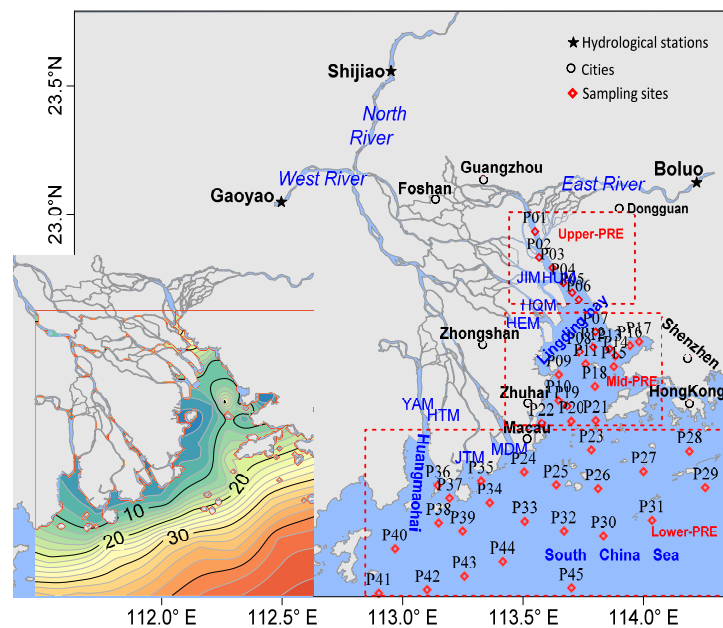 Hydrological stations
Cities
Sampling sites
Shijiao
23.5°N
North
River
Guangzhou
Boluo
West River
East River
Foshan
Gaoyao
Dongguan
23.0°N
P01
Upper-PRE
P02
P03
P04
JIM
HUM
P05
P06
HQM
HEM
Lingding bay
P07
P13
P17
Zhongshan
P08
P14
Shenzhen
P11
P15
P09
P18
Mid-PRE
P10
Zhuhai
P19
HongKong
YAM
HTM
P22
P20
P21
Macau
MDM
P23
P28
Huangmaohai
JTM
P24
P36
P35
P25
P26
P27
P29
P37
P34
10
20
P38
P39
P33
P32
P30
P31
Lower-PRE
20
30
P40
P44
South China Sea
P41
P42
P43
P45
112.0°E
112.5°E
113.0°E
113.5°E
114.0°E